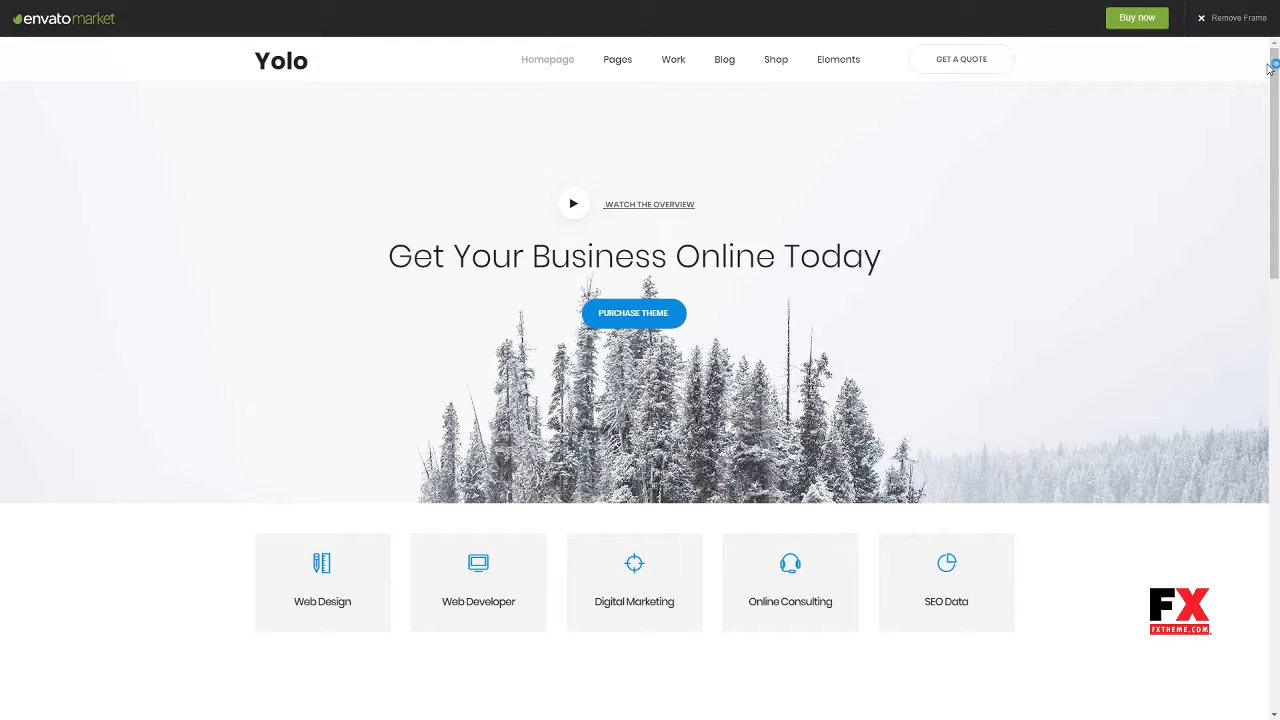 envatomarket
Buy now
Remove Frame
Yolo
Homepage
Pages
Work
Blog
Shop
Elements
GET A QUOTE
WATCH THE OVERVIEW
Get Your Business Online Today
PURCHASE THEME
Web Design
Web Developer
Digital Marketing
Online Consulting
SEO Data
FX
FXTHEME.COM